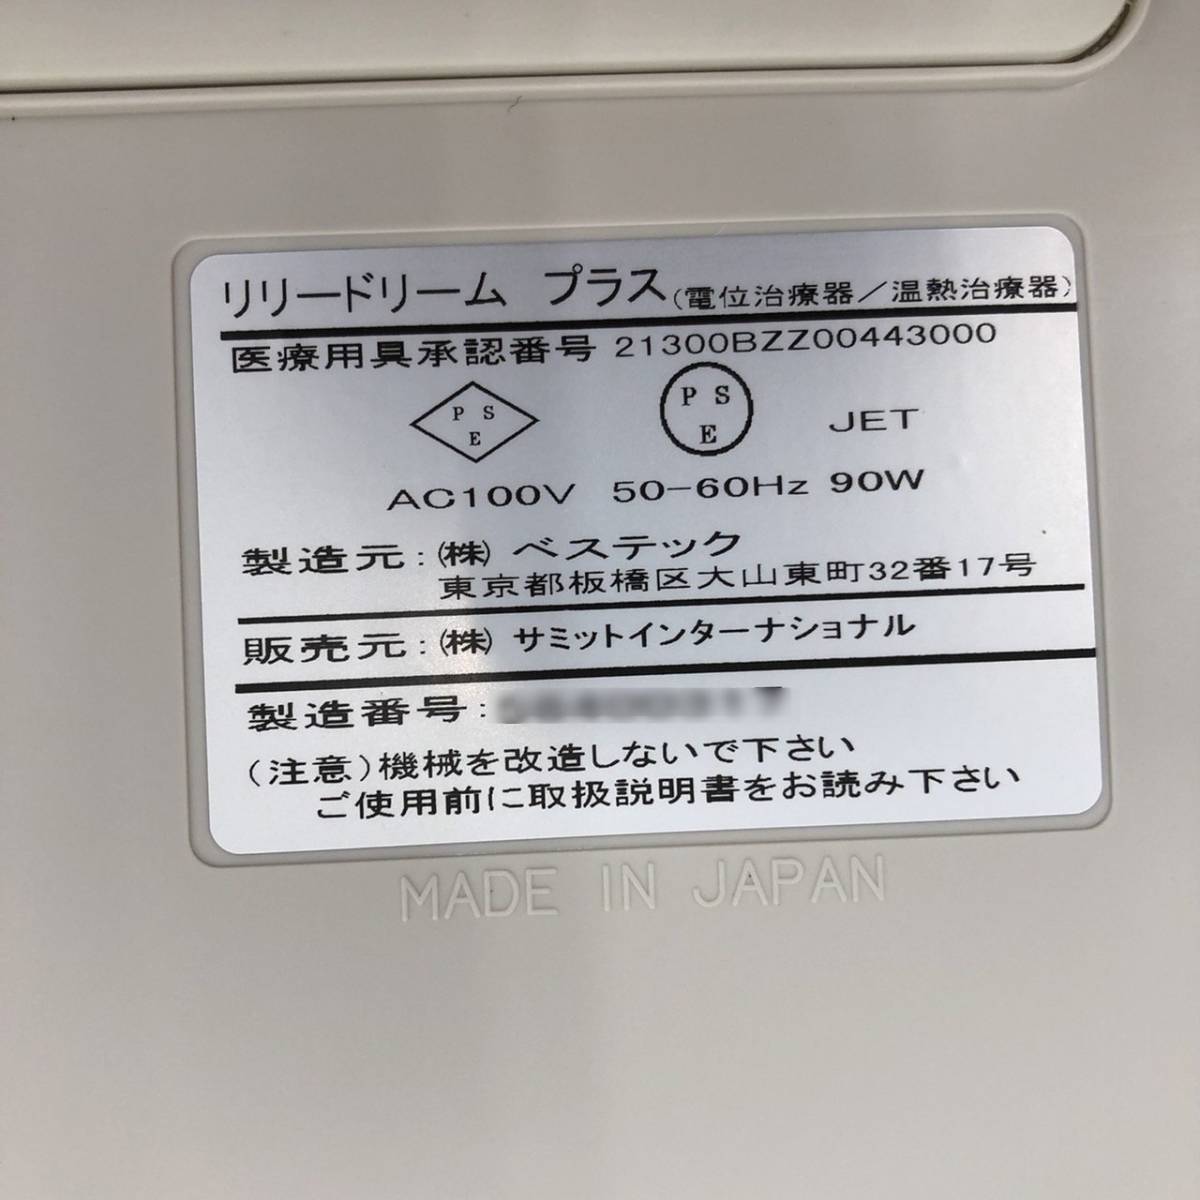 リリードリーム プラス(電位治療器/温熱治療器)
医療用具承認番号 21300BZZ00443000
PSE PSE JET
AC100V 50-60Hz 90W
製造元:(株) ベステック
東京都板橋区大山東町32番17号
販売元:(株) サミットインターナショナル
製造番号:
(注意)機械を改造しないで下さい
ご使用前に取扱説明書をお読み下さい
MADE IN JAPAN